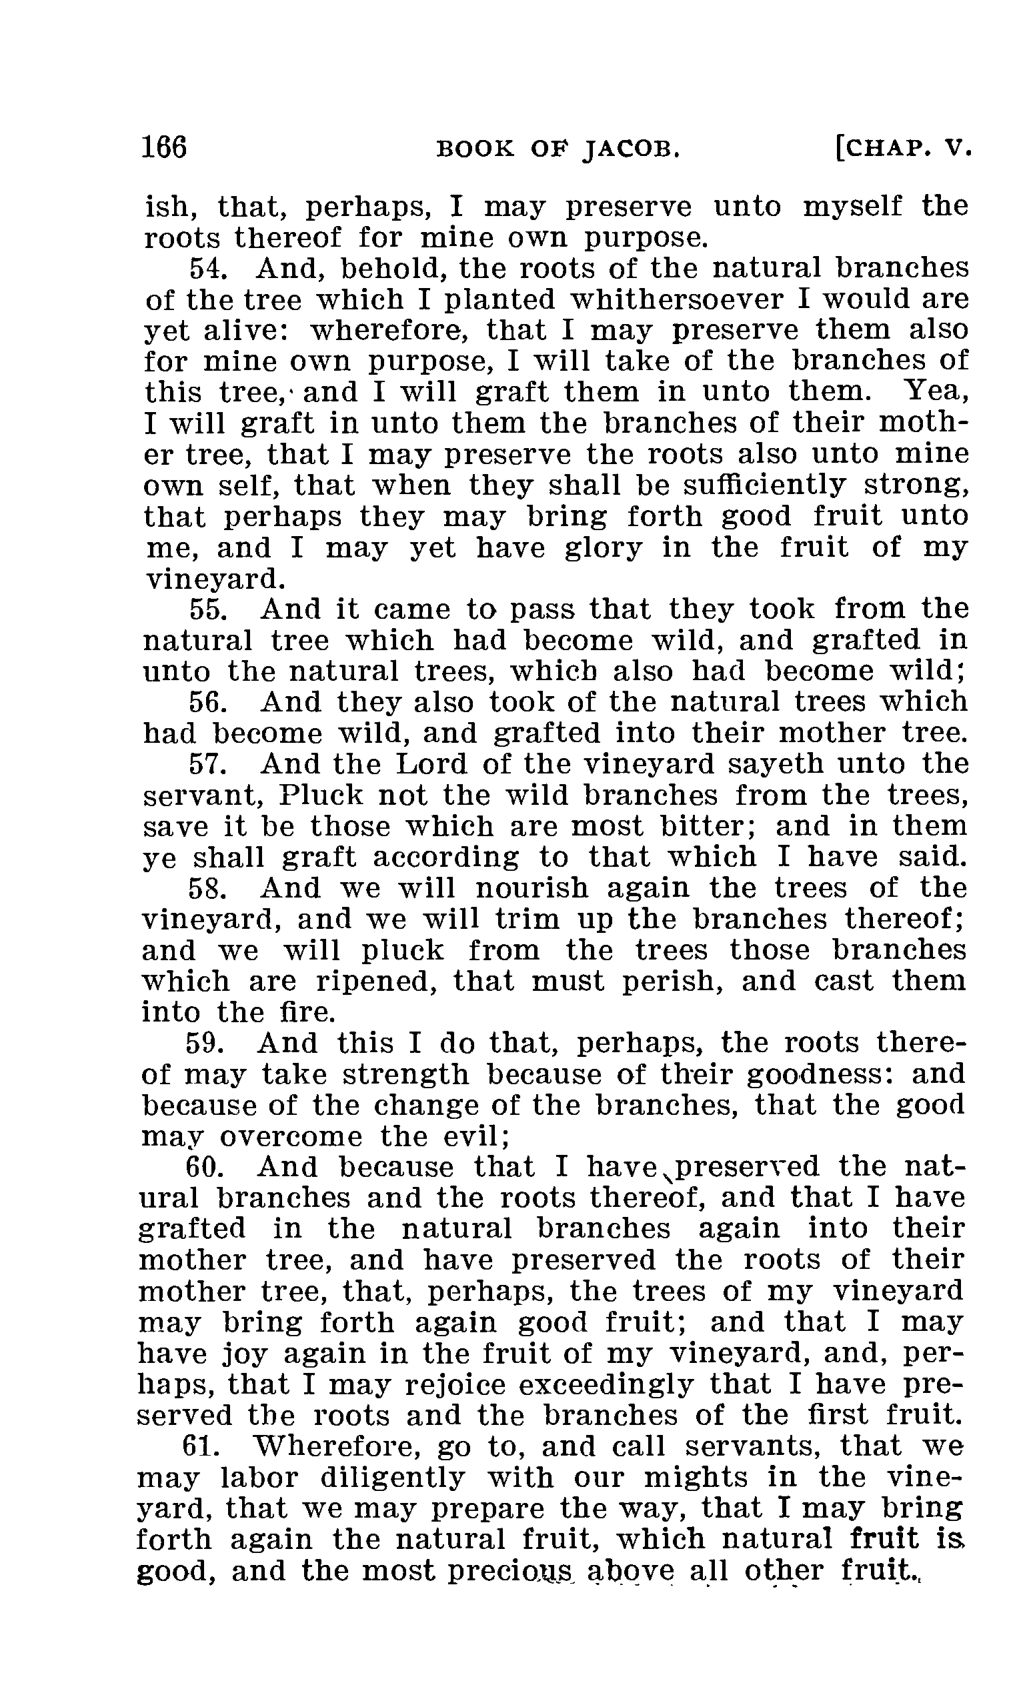 166 BOOK OF JACOB. [CHAP. V.
ish, that, perhaps, I may preserve unto myself the
roots thereof for mine own purpose.
54. And, behold, the roots of the natural branches
of the tree which I planted whithersoever I would are
yet alive: wherefore, that I may preserve them also
for mine own purpose, I will take of the branches of
this tree, and I will graft them in unto them. Yea,
I will graft in unto them the branches of their moth-
er tree, that I may preserve the roots also unto mine
own self, that when they shall be sufficiently strong,
that perhaps they may bring forth good fruit unto
me, and I may yet have glory in the fruit of my
vineyard.
55. And it came to pass that they took from the
natural tree which had become wild, and grafted in
unto the natural trees, which also had become wild;
56. And they also took of the natural trees which
had become wild, and grafted into their mother tree.
57. And the Lord of the vineyard sayeth unto the
servant, Pluck not the wild branches from the trees,
save it be those which are most bitter; and in them
ye shall graft according to that which I have said.
58. And we will nourish again the trees of the
vineyard, and we will trim up the branches thereof;
and we will pluck from the trees those branches
which are ripened, that must perish, and cast them
into the fire.
59. And this I do that, perhaps, the roots there-
of may take strength because of their goodness: and
because of the change of the branches, that the good
may overcome the evil;
60. And because that I have preserved the nat-
ural branches and the roots thereof, and that I have
grafted in the natural branches again into their
mother tree, and have preserved the roots of their
mother tree, that, perhaps, the trees of my vineyard
may bring forth again good fruit; and that I may
have joy again in the fruit of my vineyard, and, per-
haps, that I may rejoice exceedingly that I have pre-
served the roots and the branches of the first fruit.
61. Wherefore, go to, and call servants, that we
may labor diligently with our mights in the vine-
yard, that we may prepare the way, that I may bring
forth again the natural fruit, which natural fruit is
good, and the most precious above all other fruit.